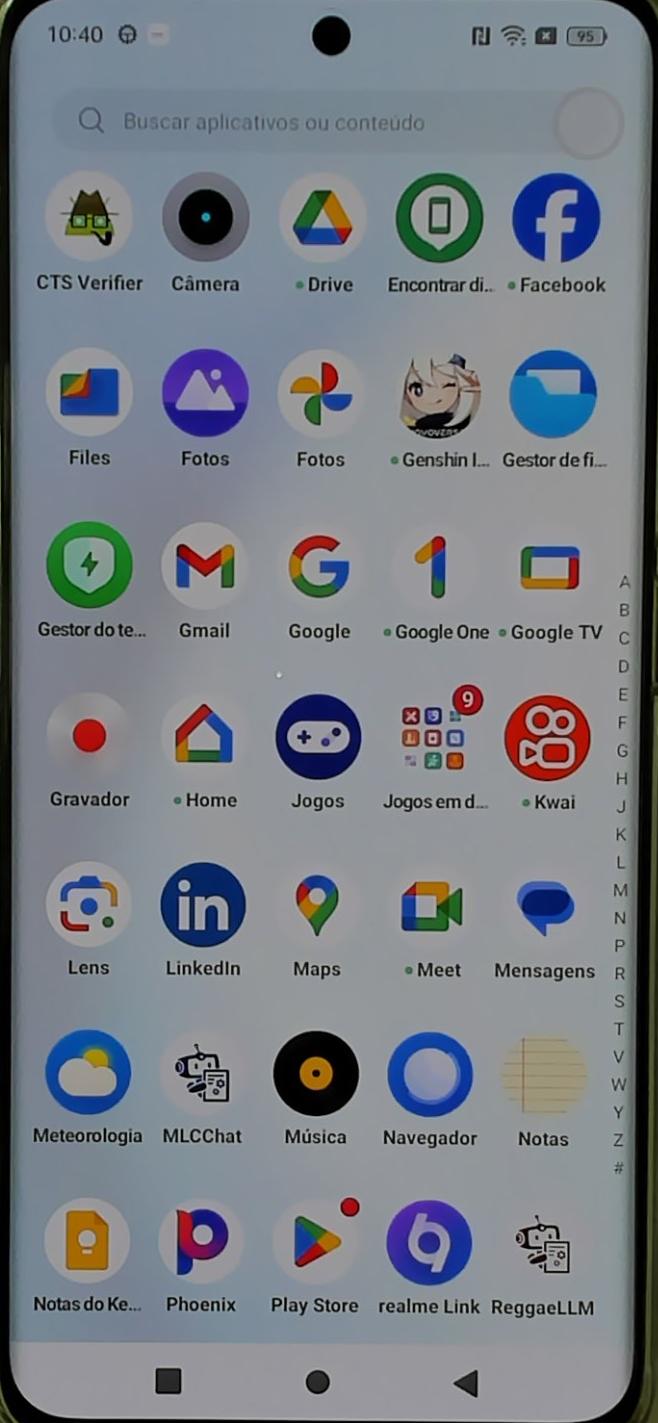 10:40
95
Buscar aplicativos ou conteúdo
CTS Verifier Câmera Drive Encontrar di... Facebook
Files Fotos Fotos Genshin I... Gestor de fi...
Gestor do te... Gmail Google Google One Google TV
A
B
C
D
E
9
Gravador Home Jogos Jogos em d... Kwai
F
G
H
J
K
L
in
Lens LinkedIn Maps Meet Mensagens
M
N
P
R
S
T
V
W
Y
Z
#
Meteorologia MLCChat Música Navegador Notas
Notas do Ke... Phoenix Play Store realme Link ReggaeLLM